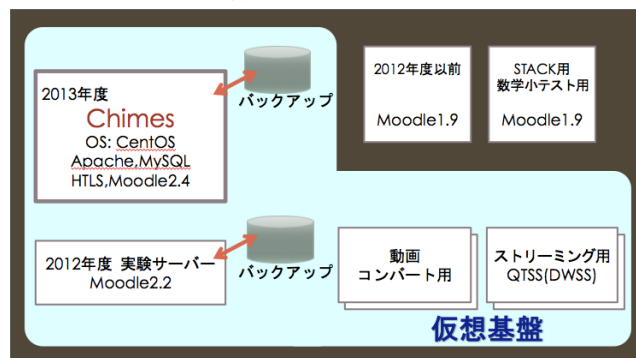 2013年度
Chimes
OS: CentOS
Apache,MySQL
HTLS,Moodle2.4
バックアップ
2012年度以前
Moodle1.9
STACK用
数学小テスト用
Moodle1.9
2012年度 実験サーバー
Moodle2.2
バックアップ
動画
コンバート用
ストリーミング用
QTSS(DWSS)
仮想基盤